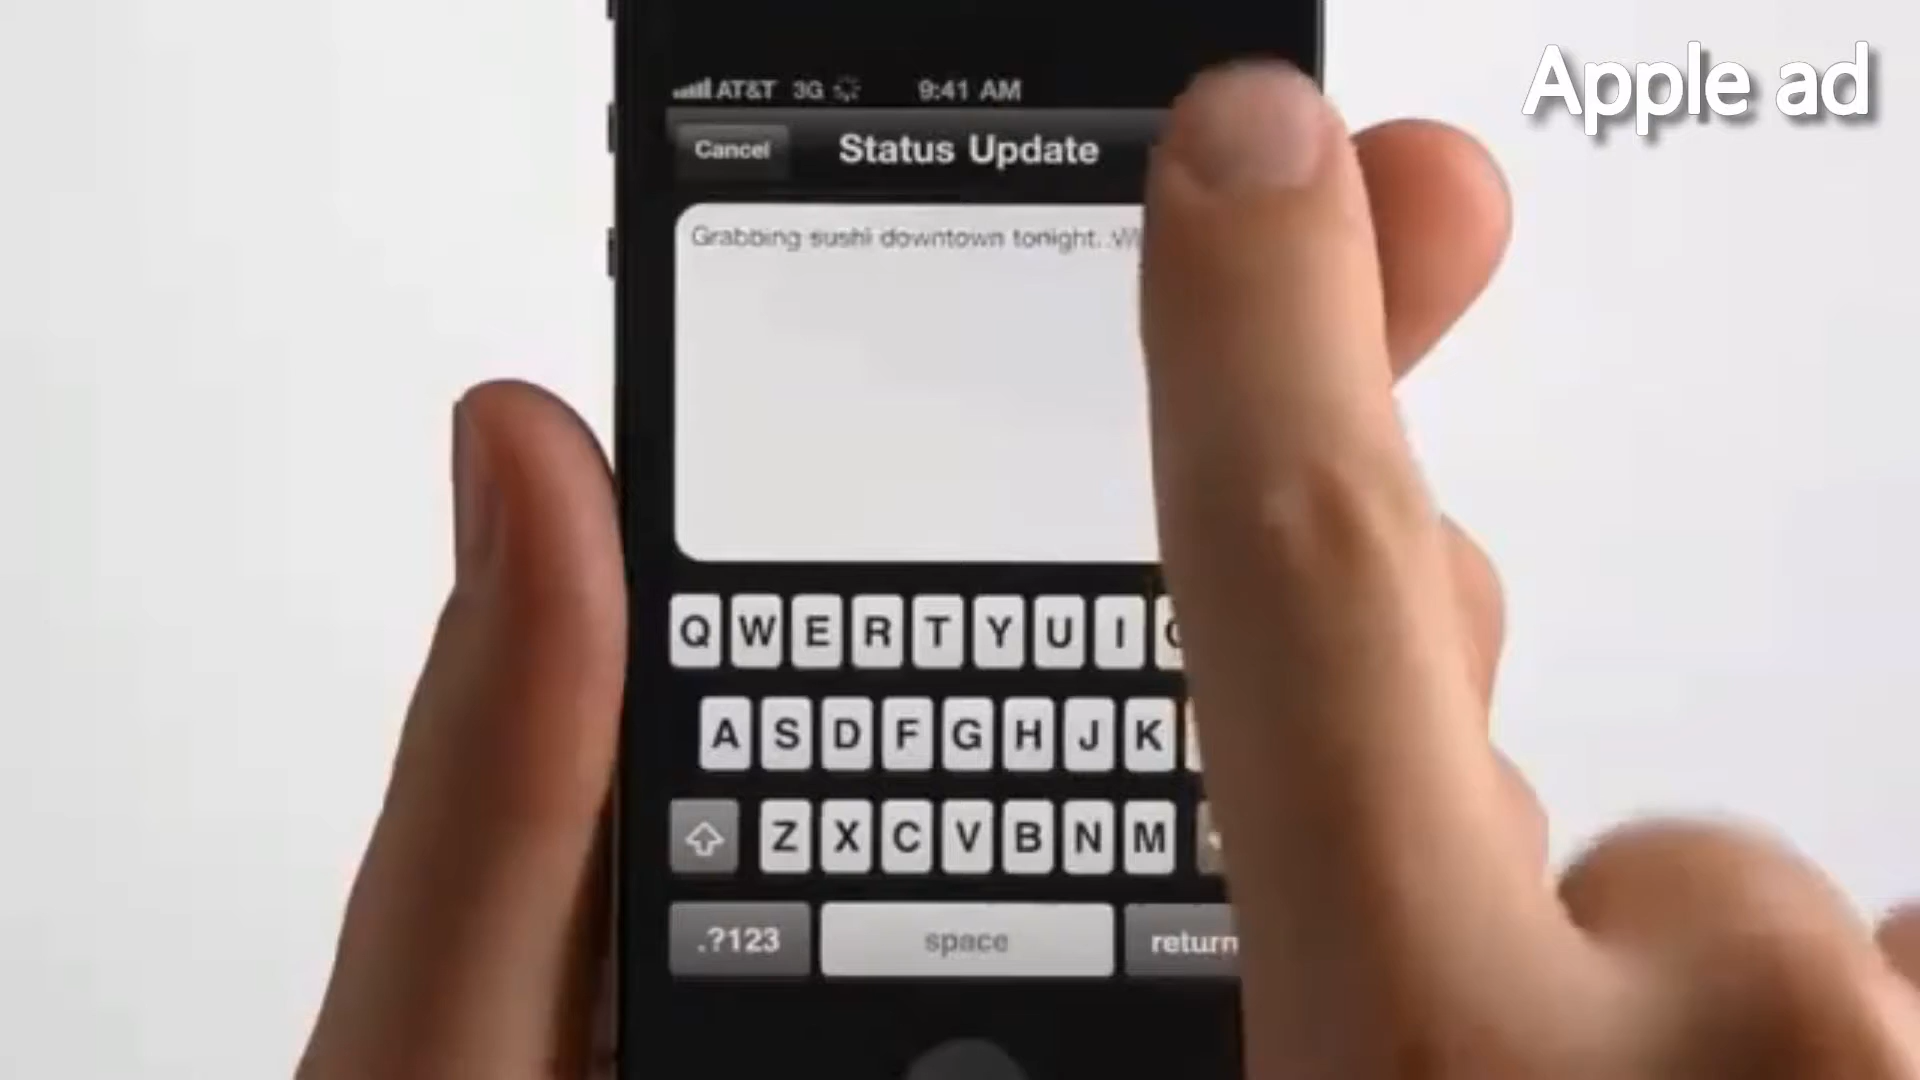 Apple ad
AT&T 3G 9:41 AM
Cancel Status Update
Grabbing sushi downtown tonight..
Q W E R T Y U I
A S D F G H J K
Z X C V B N M
.?123 space return